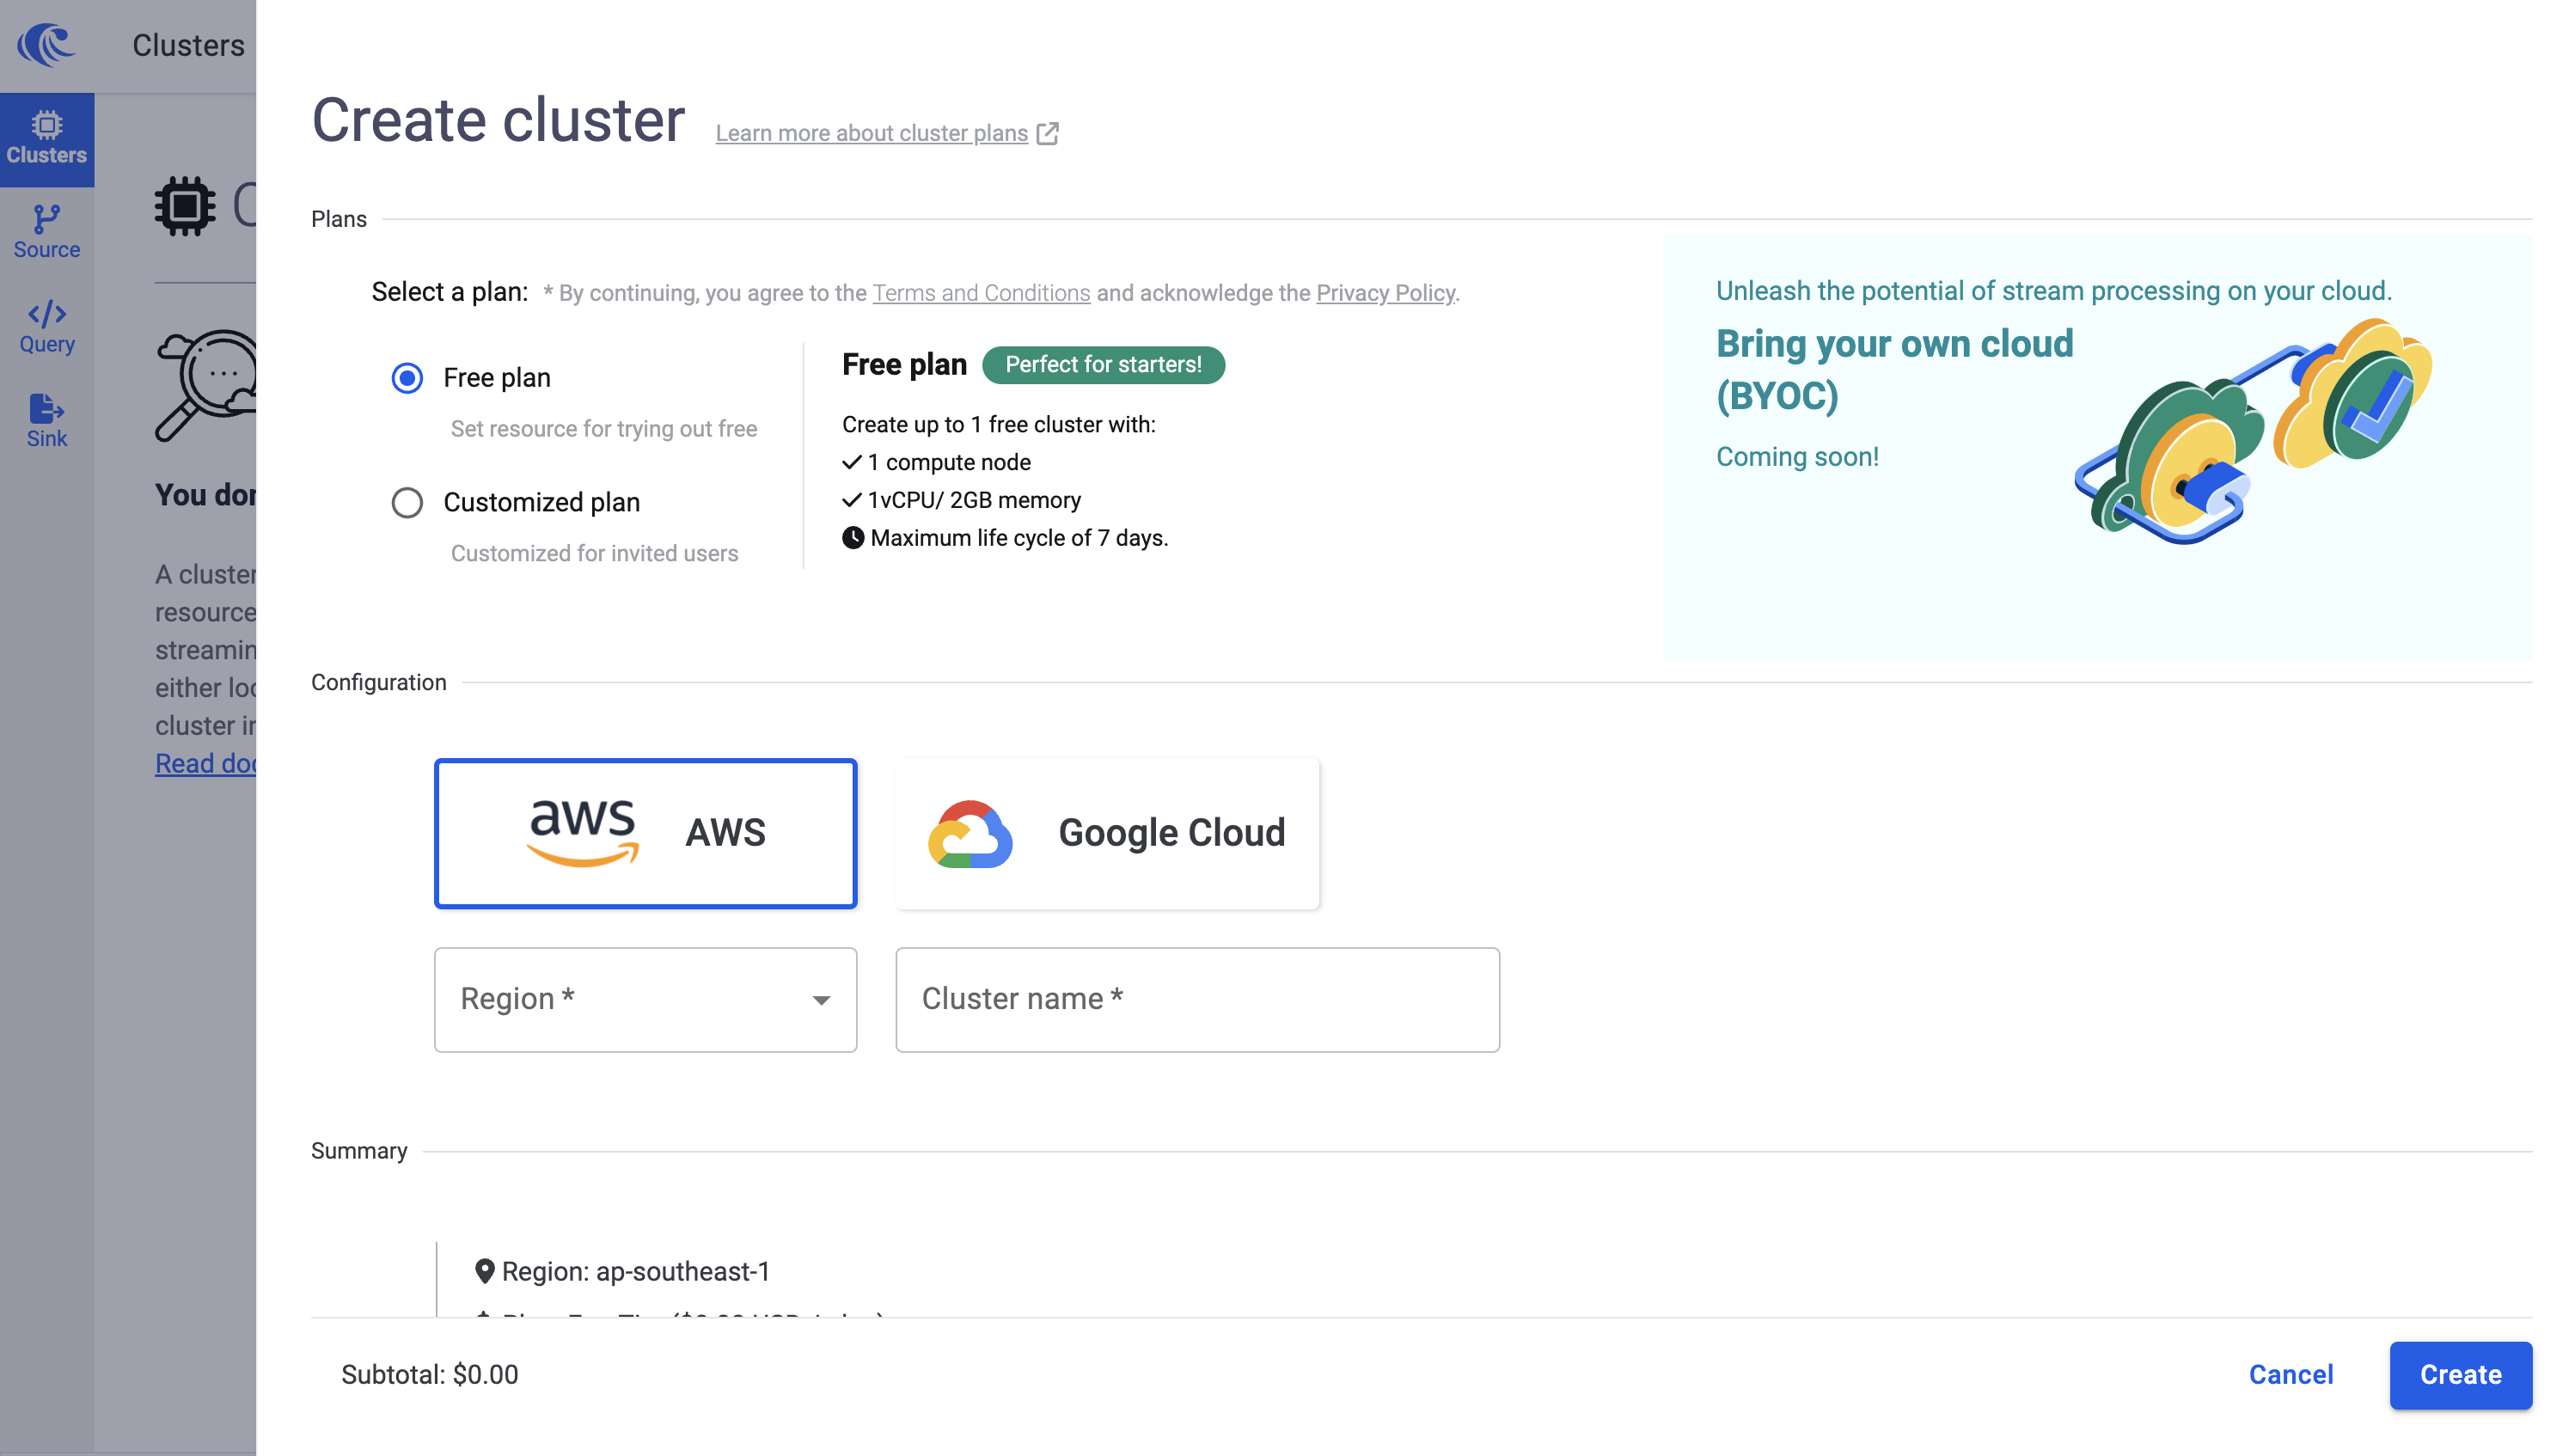 Clusters
Clusters
Source
Query
Sink
You don
A cluster
resource
streamin
either loc
cluster in
Read doc
Create cluster
Learn more about cluster plans
Plans
Select a plan: * By continuing, you agree to the Terms and Conditions and acknowledge the Privacy Policy.
Free plan
Set resource for trying out free
Customized plan
Customized for invited users
Free plan Perfect for starters!
Create up to 1 free cluster with:
1 compute node
1vCPU/ 2GB memory
Maximum life cycle of 7 days.
Unleash the potential of stream processing on your cloud.
Bring your own cloud
(BYOC)
Coming soon!
Configuration
aws AWS
Google Cloud
Region *
Cluster name *
Summary
Region: ap-southeast-1
Subtotal: $0.00
Cancel
Create